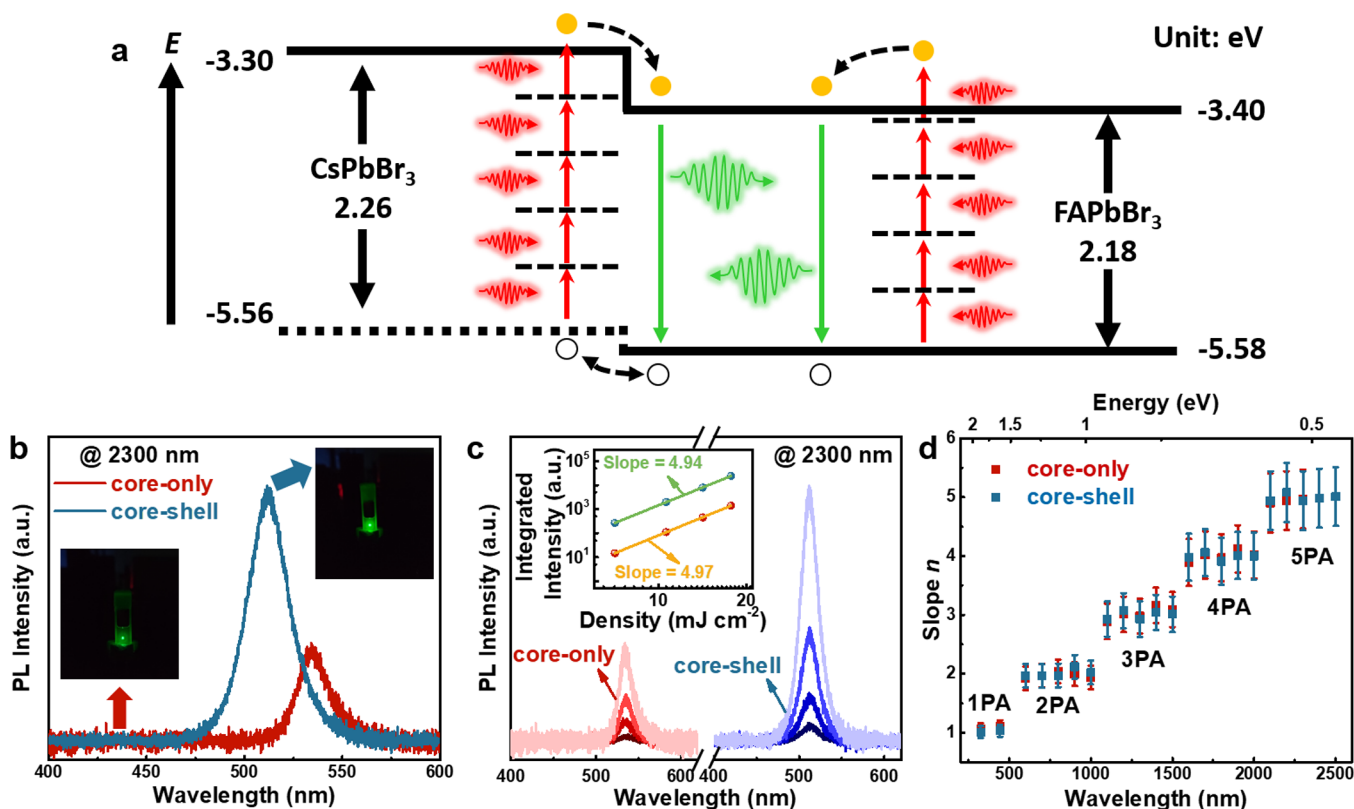 a
E
Unit: eV
-3.30
-3.40
CsPbBr3
2.26
FAPbBr3
2.18
-5.56
-5.58
b
@ 2300 nm
core-only
core-shell
PL Intensity (a.u.)
400 450 500 550 600
Wavelength (nm)
c
@ 2300 nm
Integrated
Intensity (a.u.)
10^5
10^3
10^1
Slope = 4.94
Slope = 4.97
10 20
Density (mJ cm^-2)
core-only
core-shell
PL Intensity (a.u.)
400 500 600 400 500 600
Wavelength (nm)
Energy (eV)
2 1.5 1 0.5
d
core-only
core-shell
Slope n
6
5
4
3
2
1
1PA
2PA
3PA
4PA
5PA
500 1000 1500 2000 2500
Wavelength (nm)